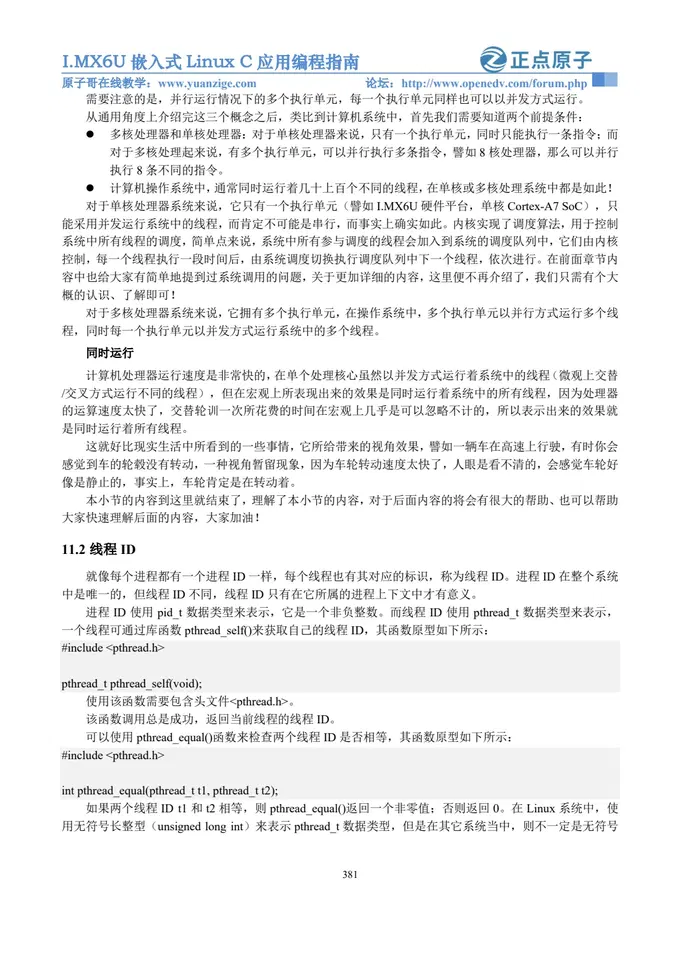 I.MX6U 嵌入式 Linux C 应用编程指南
正点原子
原子哥在线教学：www.yuanzige.com 论坛：http://www.openedv.com/forum.php
需要注意的是，并行运行情况下的多个执行单元，每一个执行单元同样也可以以并发方式运行。
从通用角度上介绍完这三个概念之后，类比到计算机系统中，首先我们需要知道两个前提条件：
● 多核处理器和单核处理器：对于单核处理器来说，只有一个执行单元，同时只能执行一条指令；而
对于多核处理起来说，有多个执行单元，可以并行执行多条指令，譬如 8 核处理器，那么可以并行
执行 8 条不同的指令。
● 计算机操作系统中，通常同时运行着几十上百个不同的线程，在单核或多核处理系统中都是如此！
对于单核处理器系统来说，它只有一个执行单元（譬如 I.MX6U 硬件平台，单核 Cortex-A7 SoC），只
能采用并发运行系统中的线程，而肯定不可能是串行，而事实上确实如此。内核实现了调度算法，用于控制
系统中所有线程的调度，简单点来说，系统中所有参与调度的线程会加入到系统的调度队列中，它们由内核
控制，每一个线程执行一段时间后，由系统调度切换执行调度队列中下一个线程，依次进行。在前面章节内
容中也给大家有简单地提到过系统调用的问题，关于更加详细的内容，这里便不再介绍了，我们只需有个大
概的认识、了解即可！
对于多核处理器系统来说，它拥有多个执行单元，在操作系统中，多个执行单元以并行方式运行多个线
程，同时每一个执行单元以并发方式运行系统中的多个线程。
同时运行
计算机处理器运行速度是非常快的，在单个处理核心虽然以并发方式运行着系统中的线程（微观上交替
/交叉方式运行不同的线程），但在宏观上所表现出来的效果是同时运行着系统中的所有线程，因为处理器
的运算速度太快了，交替轮训一次所花费的时间在宏观上几乎是可以忽略不计的，所以表示出来的效果就
是同时运行着所有线程。
这就好比现实生活中所看到的一些事情，它所给带来的视角效果，譬如一辆车在高速上行驶，有时你会
感觉到车的轮毂没有转动，一种视角暂留现象，因为车轮转动速度太快了，人眼是看不清的，会感觉车轮好
像是静止的，事实上，车轮肯定是在转动着。
本小节的内容到这里就结束了，理解了本小节的内容，对于后面内容的将会有很大的帮助、也可以帮助
大家快速理解后面的内容，大家加油！
11.2 线程 ID
就像每个进程都有一个进程 ID 一样，每个线程也有其对应的标识，称为线程 ID。进程 ID 在整个系统
中是唯一的，但线程 ID 不同，线程 ID 只有在它所属的进程上下文中才有意义。
进程 ID 使用 pid_t 数据类型来表示，它是一个非负整数。而线程 ID 使用 pthread_t 数据类型来表示，
一个线程可通过库函数 pthread_self()来获取自己的线程 ID，其函数原型如下所示：
#include <pthread.h>
pthread_t pthread_self(void);
使用该函数需要包含头文件<pthread.h>。
该函数调用总是成功，返回当前线程的线程 ID。
可以使用 pthread_equal()函数来检查两个线程 ID 是否相等，其函数原型如下所示：
#include <pthread.h>
int pthread_equal(pthread_t t1, pthread_t t2);
如果两个线程 ID t1 和 t2 相等，则 pthread_equal()返回一个非零值；否则返回 0。在 Linux 系统中，使
用无符号长整型（unsigned long int）来表示 pthread_t 数据类型，但是在其它系统当中，则不一定是无符号
381